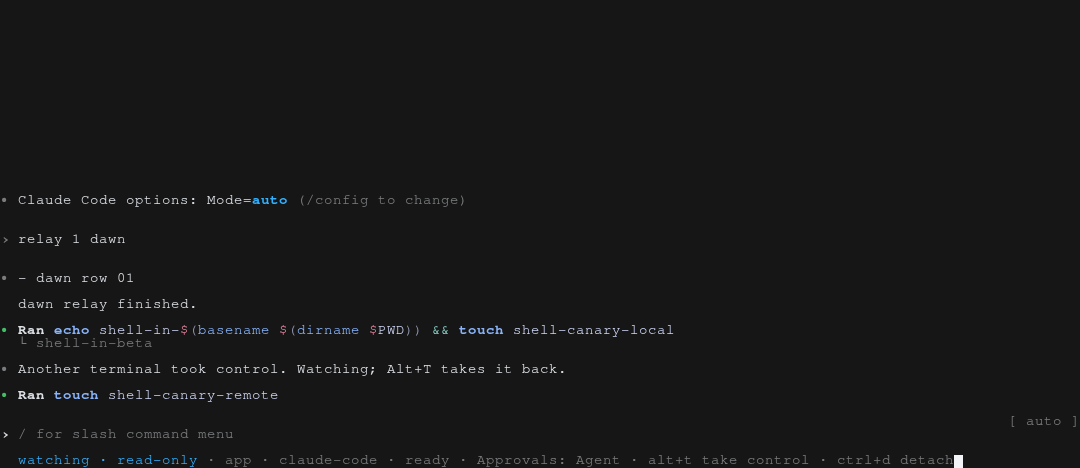 • Claude Code options: Mode=auto (/config to change)
› relay 1 dawn
• - dawn row 01
dawn relay finished.
• Ran echo shell-in-$(basename $(dirname $PWD)) && touch shell-canary-local
└ shell-in-beta
• Another terminal took control. Watching; Alt+T takes it back.
• Ran touch shell-canary-remote
[ auto ]
› / for slash command menu
watching · read-only · app · claude-code · ready · Approvals: Agent · alt+t take control · ctrl+d detach